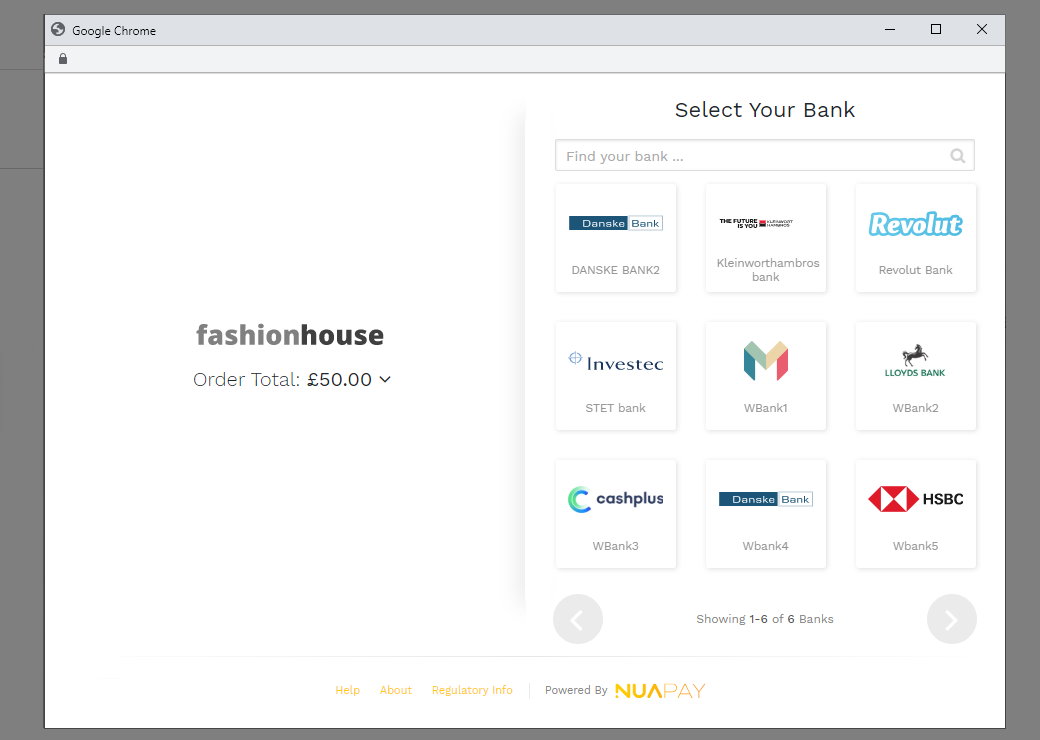 Google Chrome
Select Your Bank
Find your bank ...
Danske Bank
DANSKE BANK2
THE FUTURE
IS YOU
KLEINWORT
HAMBROS
Kleinworthambros
bank
Revolut
Revolut Bank
fashionhouse
Order Total: £50.00
Investec
STET bank
WBank1
LLOYDS BANK
WBank2
cashplus
WBank3
Danske Bank
Wbank4
HSBC
Wbank5
Showing 1-6 of 6 Banks
Help About Regulatory Info Powered By NUAPAY